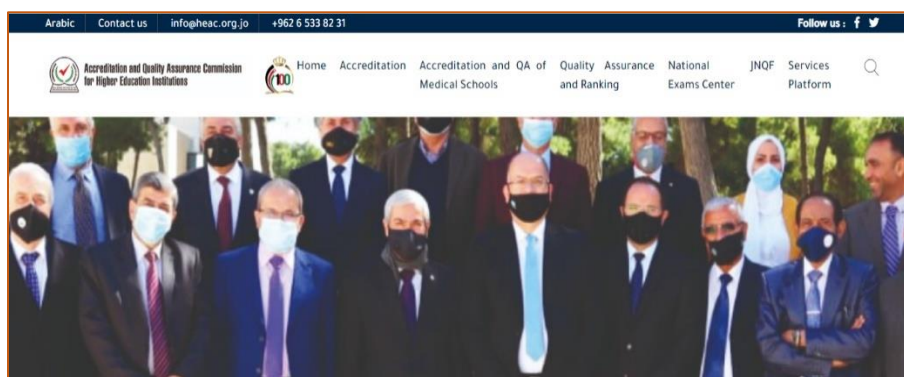 Arabic Contact us info@heac.org.jo +962 6 533 82 31 Follow us :
Accreditation and Quality Assurance Commission
for Higher Education Institutions
100
Home Accreditation Accreditation and QA of Quality Assurance National JNQF Services
Medical Schools and Ranking Exams Center Platform